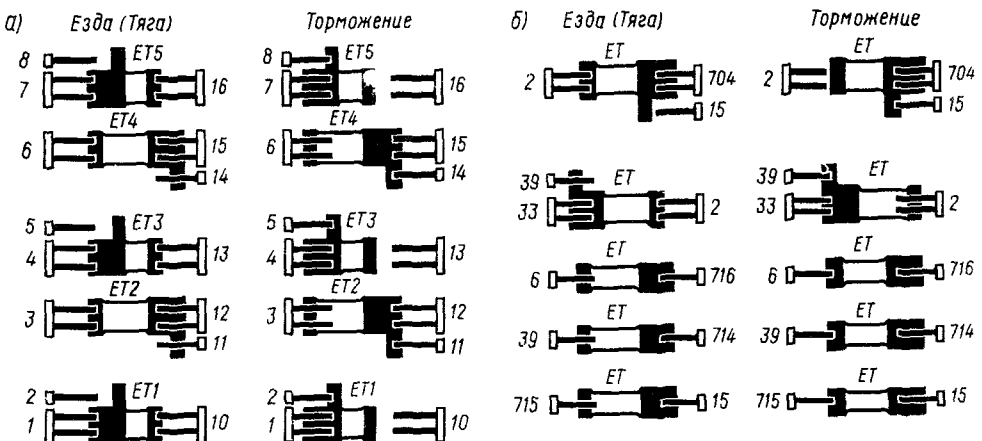 а) Езда (Тяга) Торможение
8 ЕТ5 8 ЕТ5
7 16 7 16
ЕТ4 ЕТ4
6 15 6 15
14 14
5 ЕТ3 5 ЕТ3
4 13 4 13
ЕТ2 ЕТ2
3 12 3 12
11 11
2 ЕТ1 2 ЕТ1
1 10 1 10
б) Езда (Тяга) Торможение
ЕТ ЕТ
2 704 2 704
15 15
39 ЕТ 39 ЕТ
33 2 33 2
ЕТ ЕТ
6 716 6 716
ЕТ ЕТ
39 714 39 714
ЕТ ЕТ
715 15 715 15